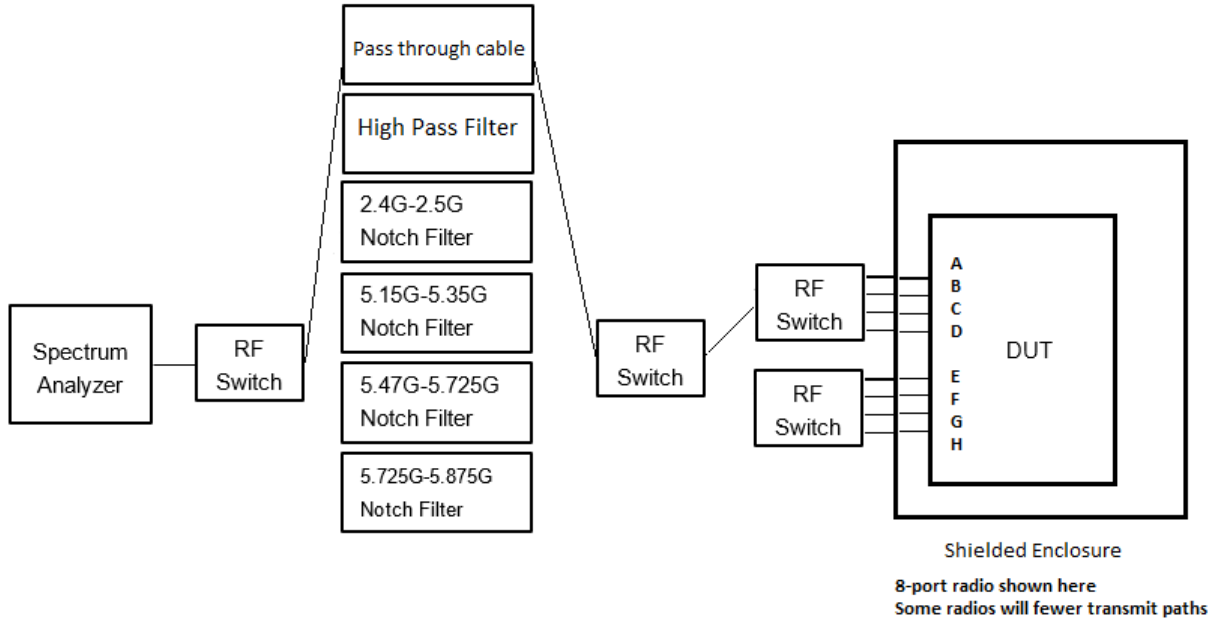 Pass through cable
High Pass Filter
2.4G-2.5G
Notch Filter
5.15G-5.35G
Notch Filter
5.47G-5.725G
Notch Filter
5.725G-5.875G
Notch Filter
Spectrum
Analyzer
RF
Switch
RF
Switch
RF
Switch
RF
Switch
A
B
C
D
E
F
G
H
DUT
Shielded Enclosure
8-port radio shown here
Some radios will fewer transmit paths